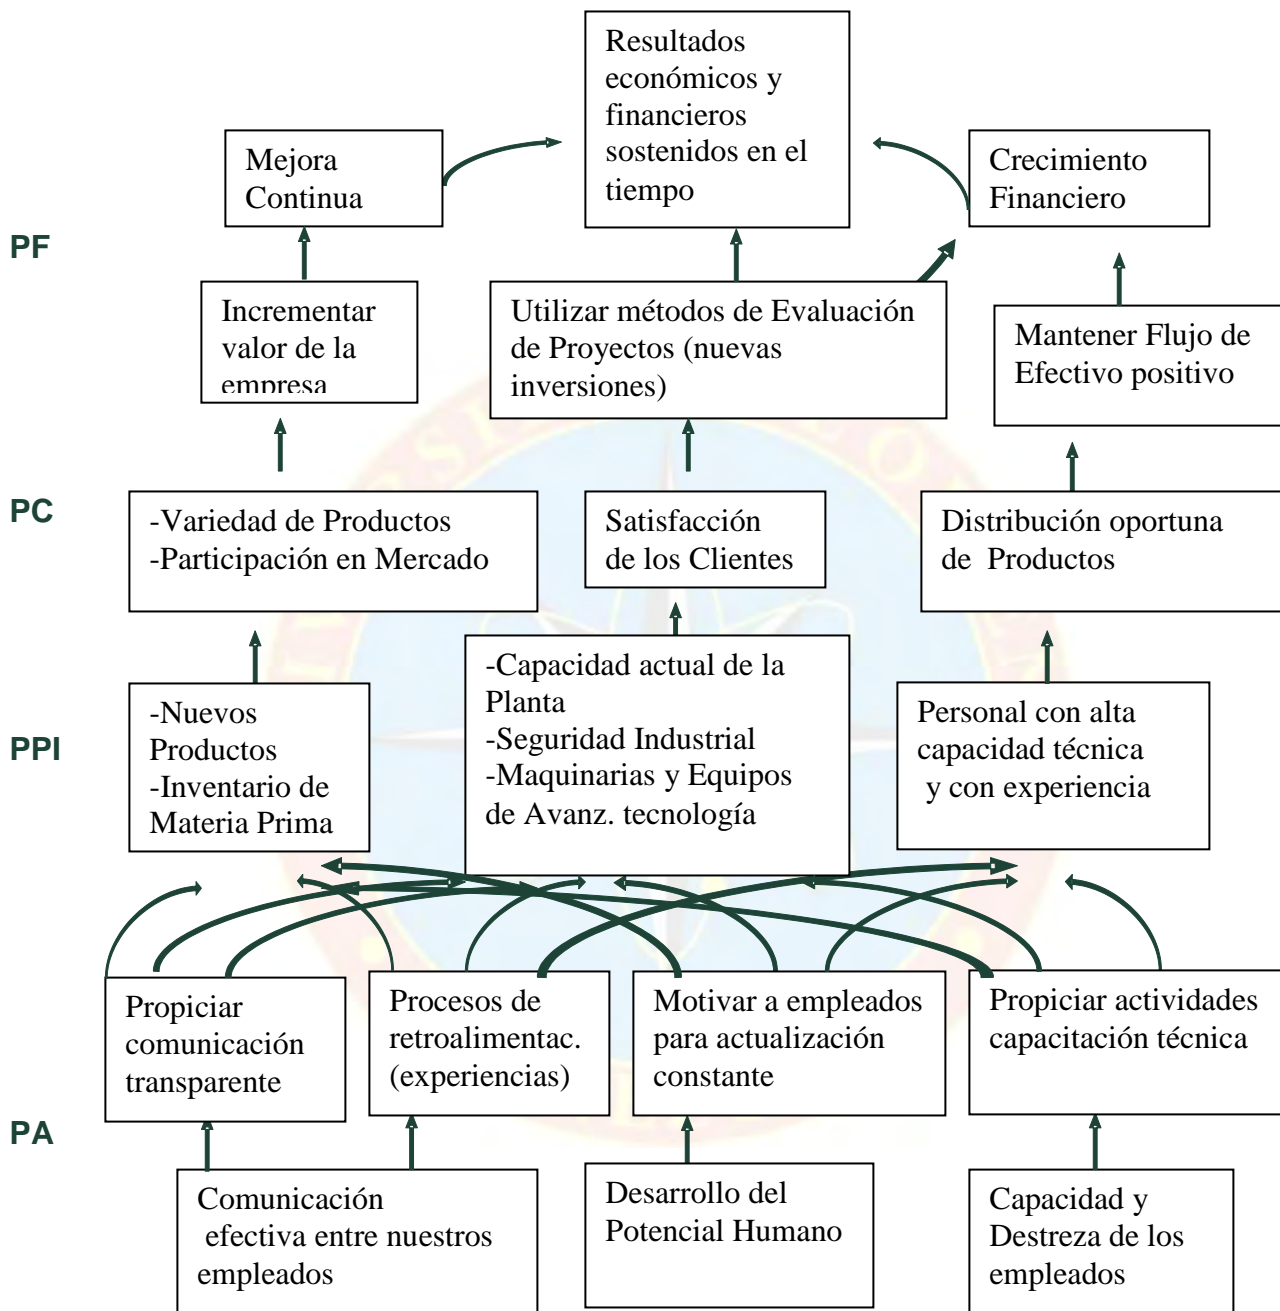 Resultados
económicos y
financieros
sostenidos en el
tiempo
Mejora
Continua
Crecimiento
Financiero
PF
Incrementar
valor de la
empresa
Utilizar métodos de Evaluación
de Proyectos (nuevas
inversiones)
Mantener Flujo de
Efectivo positivo
PC
-Variedad de Productos
-Participación en Mercado
Satisfacción
de los Clientes
Distribución oportuna
de Productos
PPI
-Nuevos
Productos
-Inventario de
Materia Prima
-Capacidad actual de la
Planta
-Seguridad Industrial
-Maquinarias y Equipos
de Avanz. tecnología
Personal con alta
capacidad técnica
y con experiencia
Propiciar
comunicación
transparente
Procesos de
retroalimentac.
(experiencias)
Motivar a empleados
para actualización
constante
Propiciar actividades
capacitación técnica
PA
Comunicación
efectiva entre nuestros
empleados
Desarrollo del
Potencial Humano
Capacidad y
Destreza de los
empleados